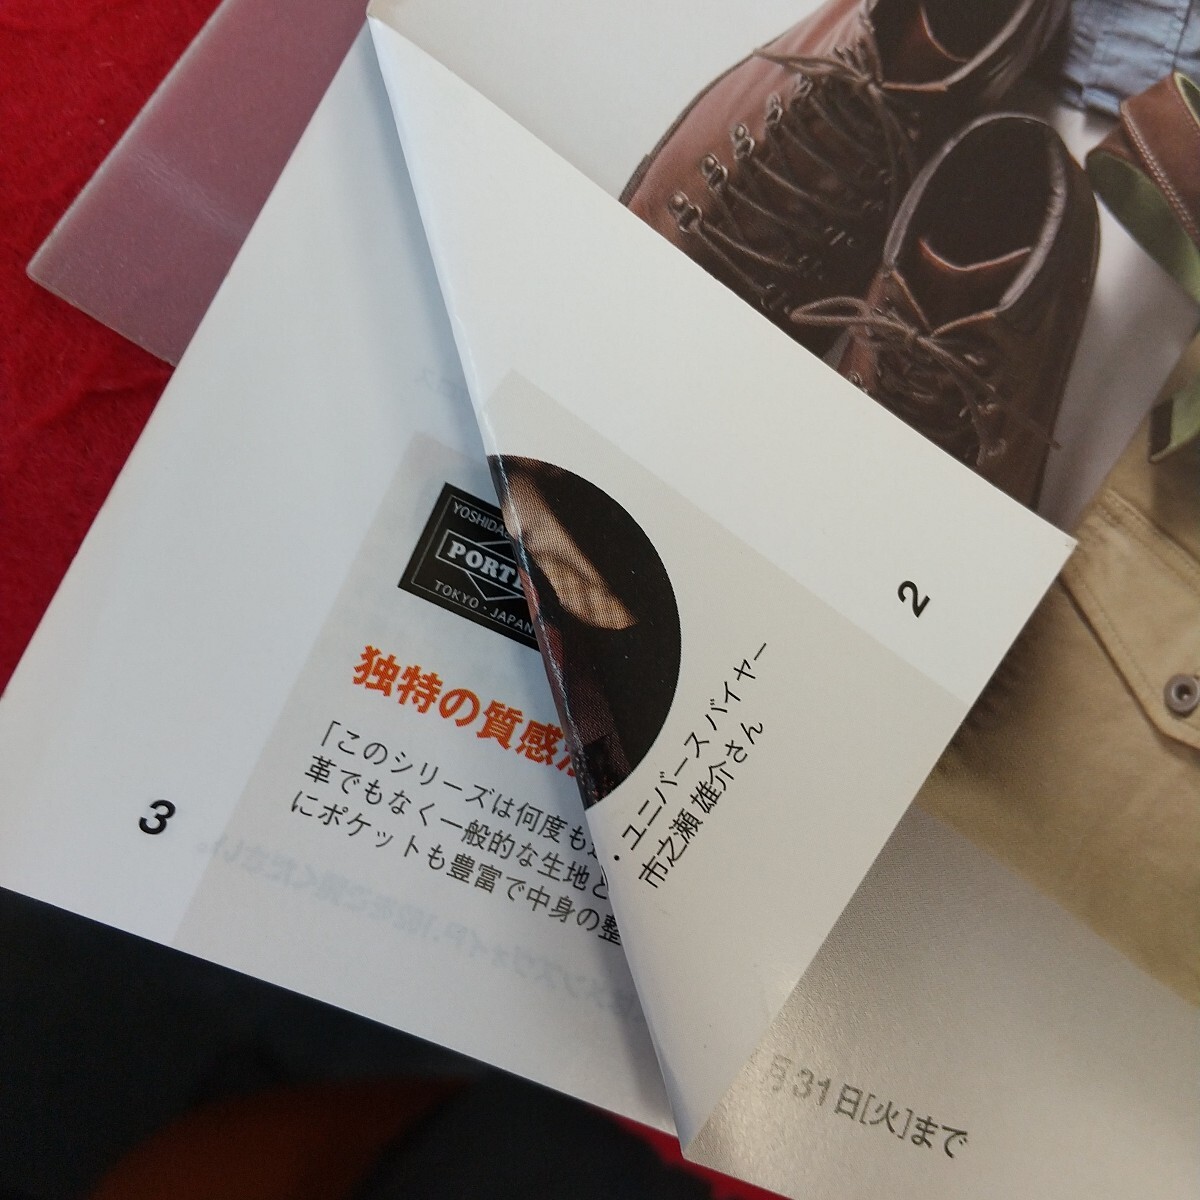 YOSHIDA
PORTE
TOKYO・JAPAN
独特の質感
「このシリーズは何度も
革でもなく一般的な生地と
にポケットも豊富で中身の整
3
2
・ユニバース バイヤー
市之瀬 雄介さん
月31日[火]まで